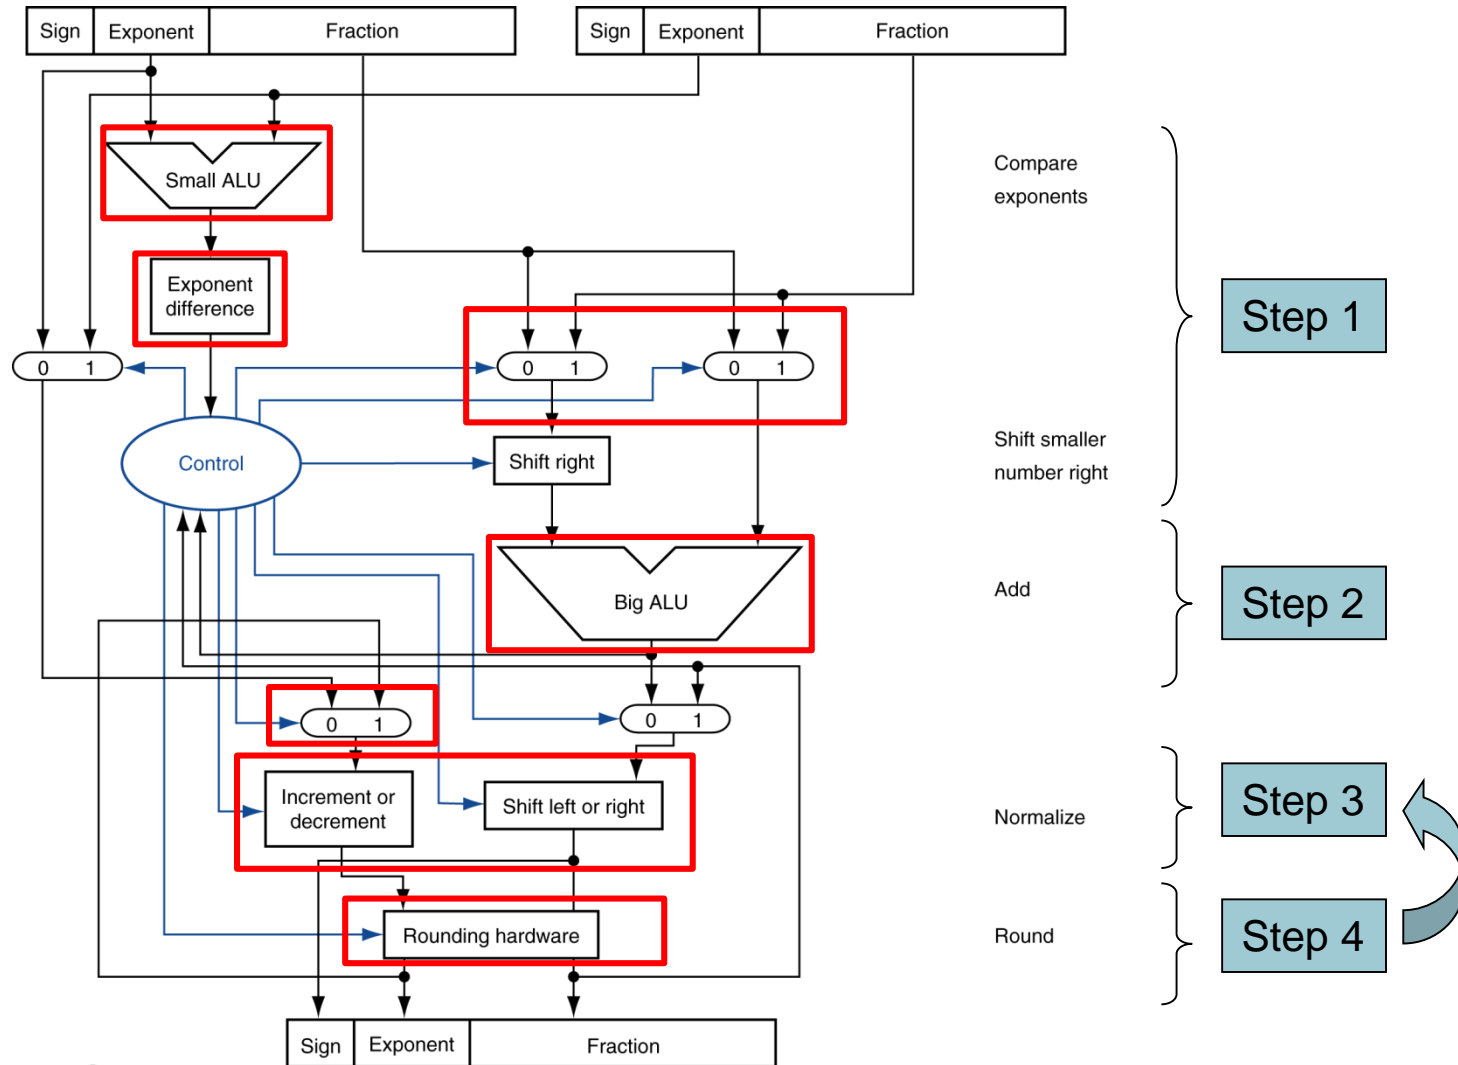 Sign Exponent Fraction
Sign Exponent Fraction
Small ALU
Compare
exponents
Exponent
difference
Step 1
0 1
0 1
0 1
Control
Shift right
Shift smaller
number right
Big ALU
Add
Step 2
0 1
0 1
Increment or
decrement
Shift left or right
Normalize
Step 3
Rounding hardware
Round
Step 4
Sign Exponent Fraction